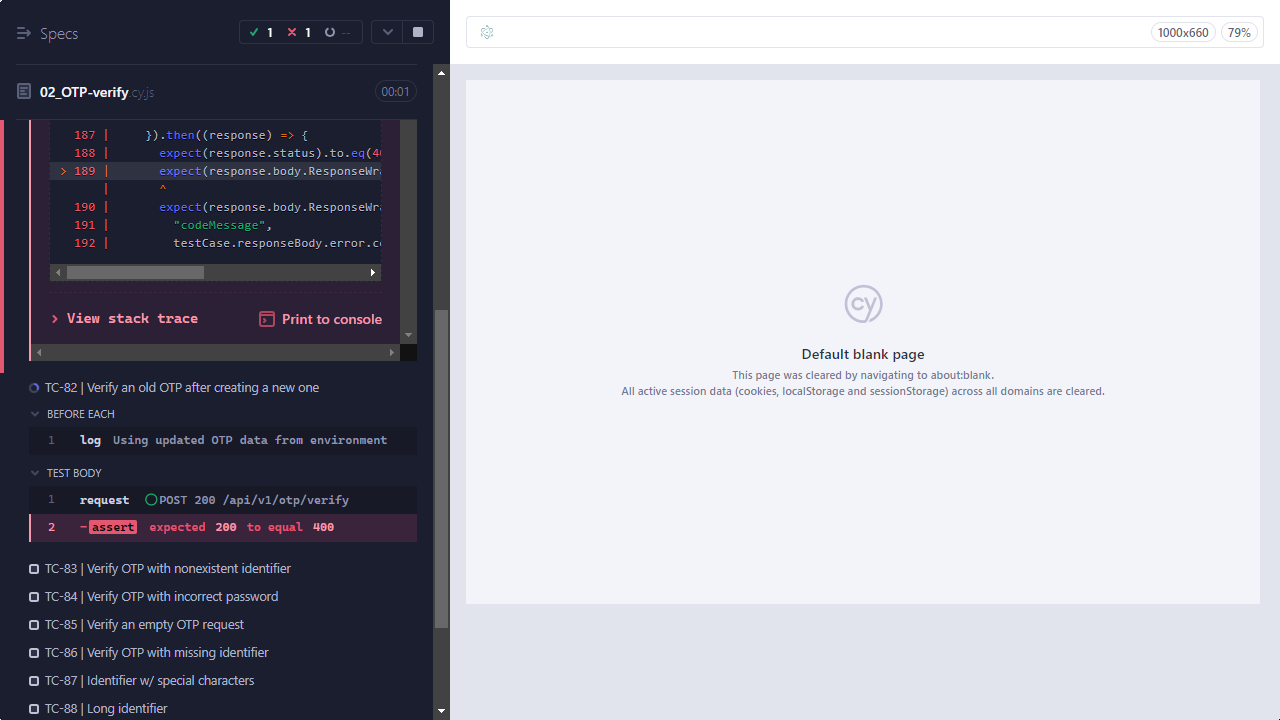 Specs
1
1
--
1000x660
79%
02_OTP-verify.cy.js
00:01
187 | }).then((response) => {
188 | expect(response.status).to.eq(40
> 189 | expect(response.body.ResponseWra
| ^
190 | expect(response.body.ResponseWra
191 | "codeMessage",
192 | testCase.responseBody.error.co
> View stack trace
Print to console
TC-82 | Verify an old OTP after creating a new one
BEFORE EACH
1 log Using updated OTP data from environment
TEST BODY
1 request POST 200 /api/v1/otp/verify
2 -assert expected 200 to equal 400
TC-83 | Verify OTP with nonexistent identifier
TC-84 | Verify OTP with incorrect password
TC-85 | Verify an empty OTP request
TC-86 | Verify OTP with missing identifier
TC-87 | Identifier w/ special characters
TC-88 | Long identifier
cy
Default blank page
This page was cleared by navigating to about:blank.
All active session data (cookies, localStorage and sessionStorage) across all domains are cleared.